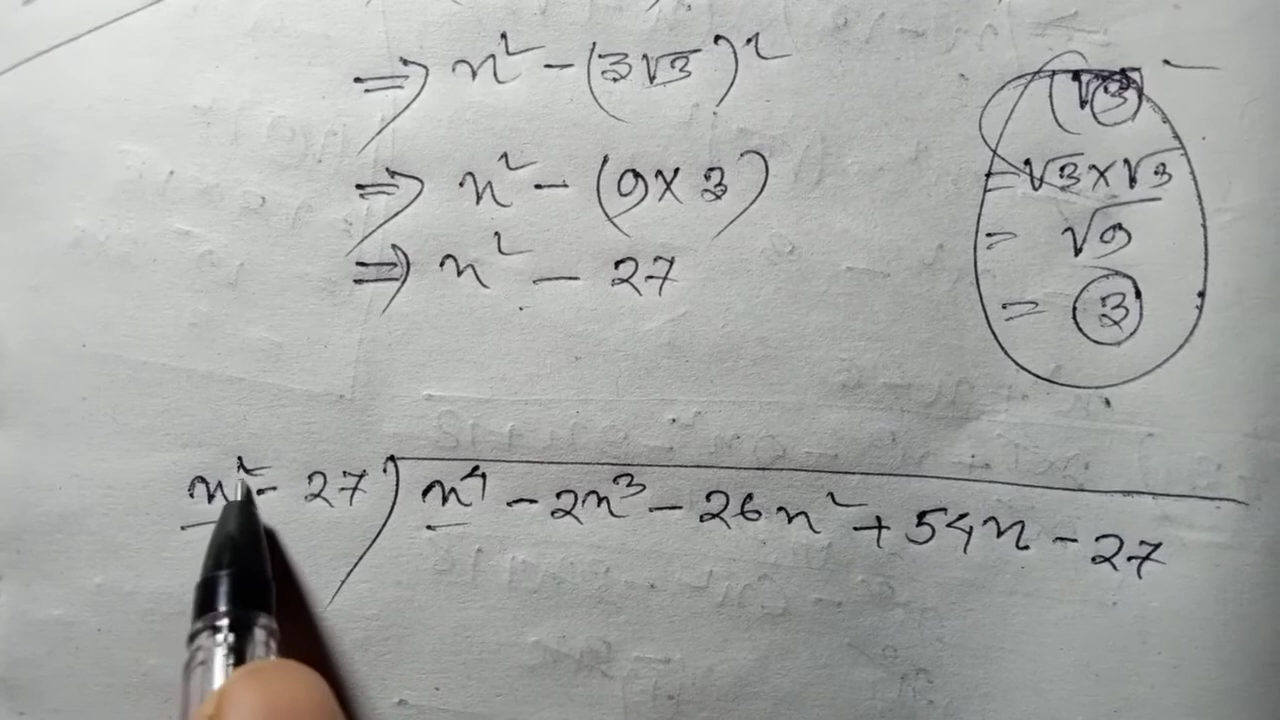 ⇒ x² - (3√3)²
⇒ x² - (9 × 3)
⇒ x² - 27
(√3)²
= √3 × √3
= √9
= 3
x² - 27 ) x⁴ - 2x³ - 26x² + 54x - 27